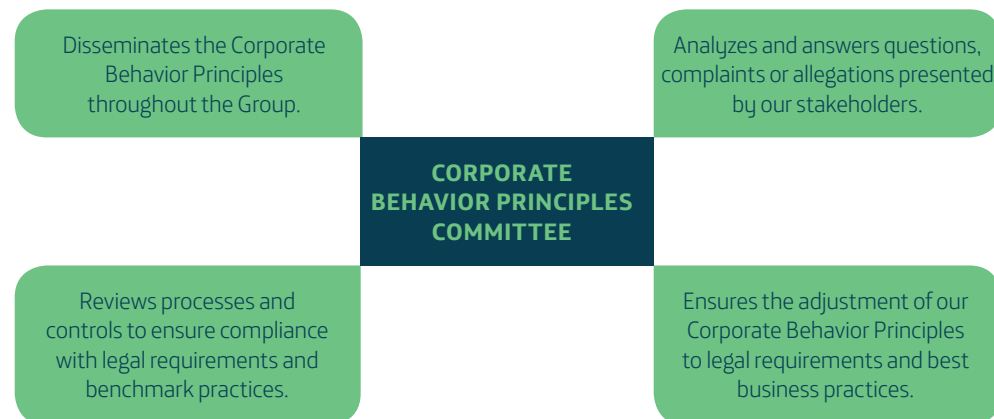 Disseminates the Corporate
Behavior Principles
throughout the Group.
Analyzes and answers questions,
complaints or allegations presented
by our stakeholders.
CORPORATE
BEHAVIOR PRINCIPLES
COMMITTEE
Reviews processes and
controls to ensure compliance
with legal requirements and
benchmark practices.
Ensures the adjustment of our
Corporate Behavior Principles
to legal requirements and best
business practices.